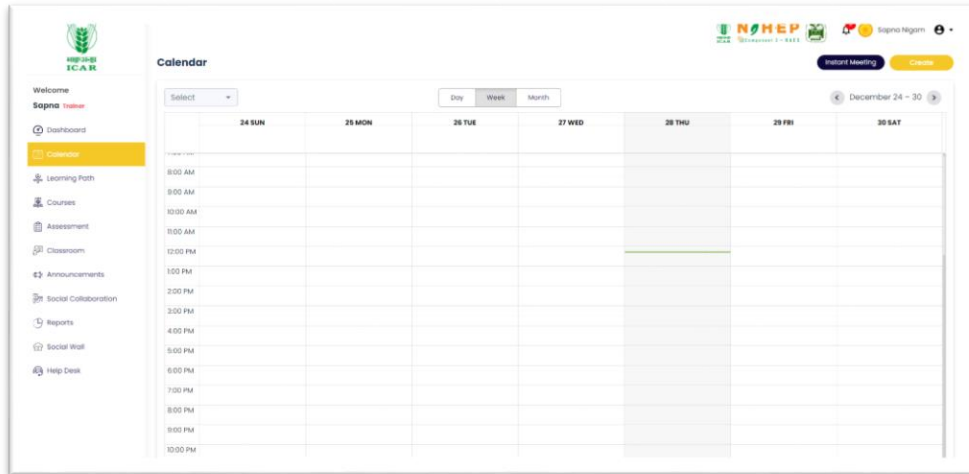 ICAR
NAHEP
Sapna Nigam
Calendar
Instant Meeting
Create
Welcome
Sapna Trainer
Dashboard
Calendar
Learning Path
Courses
Assessment
Classroom
Announcements
Social Collaboration
Reports
Social Wall
Help Desk
Select
Day Week Month
December 24 – 30
24 SUN 25 MON 26 TUE 27 WED 28 THU 29 FRI 30 SAT
8:00 AM
9:00 AM
10:00 AM
11:00 AM
12:00 PM
1:00 PM
2:00 PM
3:00 PM
4:00 PM
5:00 PM
6:00 PM
7:00 PM
8:00 PM
9:00 PM
10:00 PM